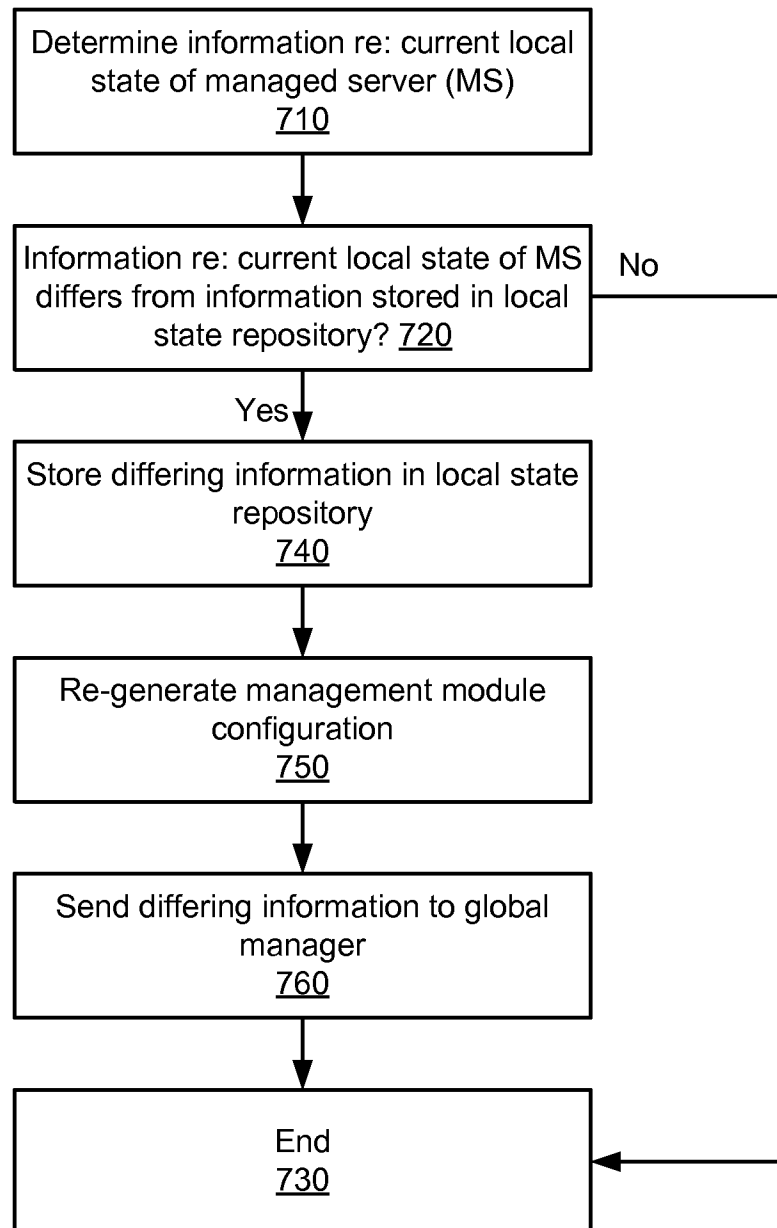 Determine information re: current local
state of managed server (MS)
710
Information re: current local state of MS
differs from information stored in local
state repository? 720
No
Yes
Store differing information in local state
repository
740
Re-generate management module
configuration
750
Send differing information to global
manager
760
End
730